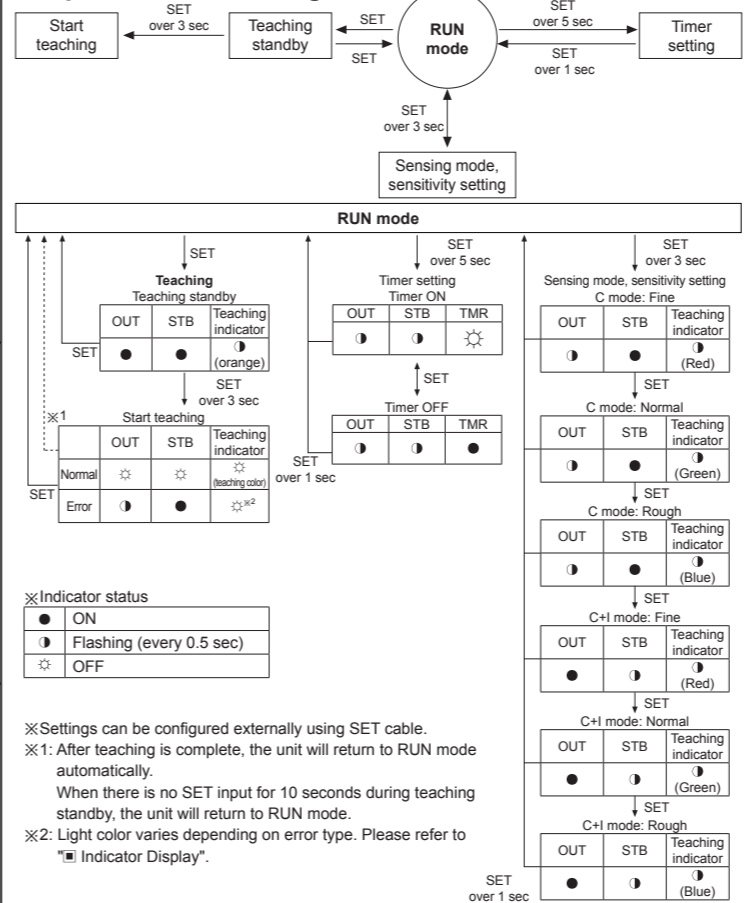 SET
over 3 sec
Start
teaching
Teaching
standby
SET
SET
RUN
mode
SET
over 5 sec
SET
over 1 sec
Timer
setting
SET
over 3 sec
Sensing mode,
sensitivity setting
RUN mode
SET
Teaching
Teaching standby
OUT STB Teaching
indicator
● ● ◑
(orange)
SET
SET
over 3 sec
※1
Start teaching
OUT STB Teaching
indicator
Normal ☼ ☼ ☼
(teaching color)
Error ◑ ● ☼※2
SET
SET
over 5 sec
Timer setting
Timer ON
OUT STB TMR
◑ ◑ ☼
SET
Timer OFF
OUT STB TMR
◑ ◑ ●
SET
over 1 sec
SET
over 3 sec
Sensing mode, sensitivity setting
C mode: Fine
OUT STB Teaching
indicator
◑ ● ◑
(Red)
SET
C mode: Normal
OUT STB Teaching
indicator
◑ ● ◑
(Green)
SET
C mode: Rough
OUT STB Teaching
indicator
◑ ● ◑
(Blue)
SET
C+I mode: Fine
OUT STB Teaching
indicator
● ◑ ◑
(Red)
SET
C+I mode: Normal
OUT STB Teaching
indicator
● ◑ ◑
(Green)
SET
C+I mode: Rough
OUT STB Teaching
indicator
● ◑ ◑
(Blue)
SET
over 1 sec
※Indicator status
● ON
◑ Flashing (every 0.5 sec)
☼ OFF
※Settings can be configured externally using SET cable.
※1: After teaching is complete, the unit will return to RUN mode
automatically.
When there is no SET input for 10 seconds during teaching
standby, the unit will return to RUN mode.
※2: Light color varies depending on error type. Please refer to
"▣ Indicator Display".